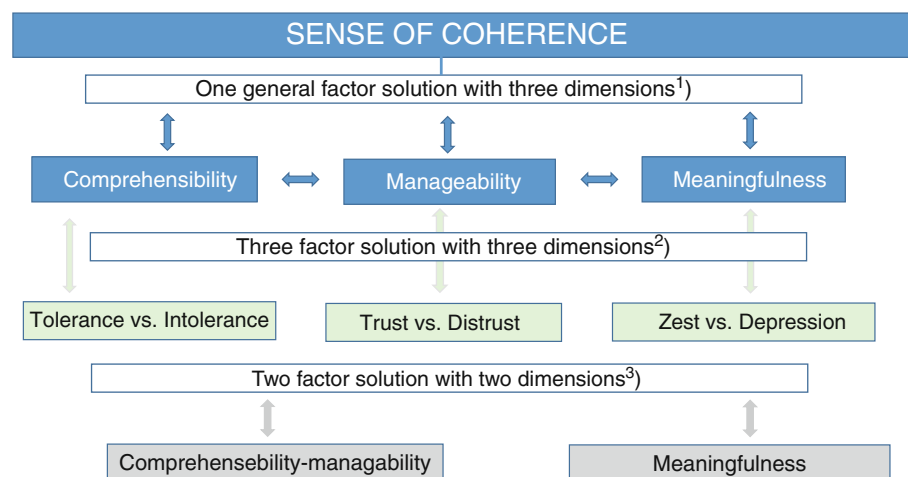 SENSE OF COHERENCE
One general factor solution with three dimensions¹)
Comprehensibility
Manageability
Meaningfulness
Three factor solution with three dimensions²)
Tolerance vs. Intolerance
Trust vs. Distrust
Zest vs. Depression
Two factor solution with two dimensions³)
Comprehensebility-managability
Meaningfulness